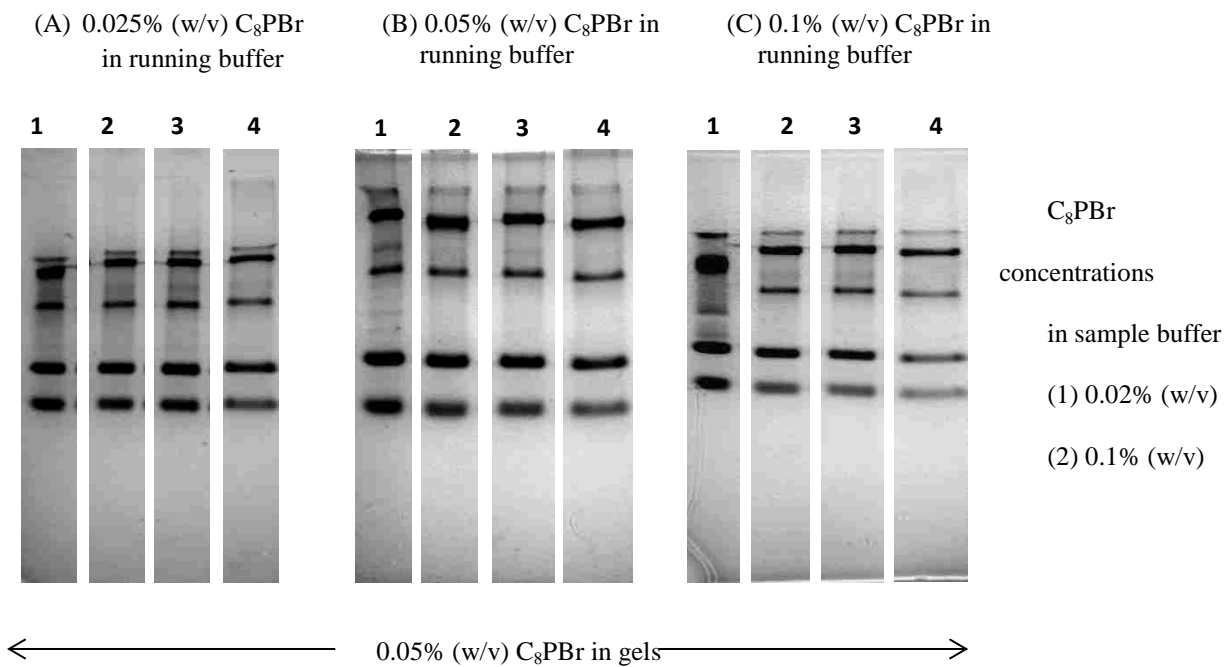 (A) 0.025% (w/v) C₈PBr
in running buffer
(B) 0.05% (w/v) C₈PBr in
running buffer
(C) 0.1% (w/v) C₈PBr in
running buffer
1 2 3 4
1 2 3 4
1 2 3 4
C₈PBr
concentrations
in sample buffer
(1) 0.02% (w/v)
(2) 0.1% (w/v)
0.05% (w/v) C₈PBr in gels